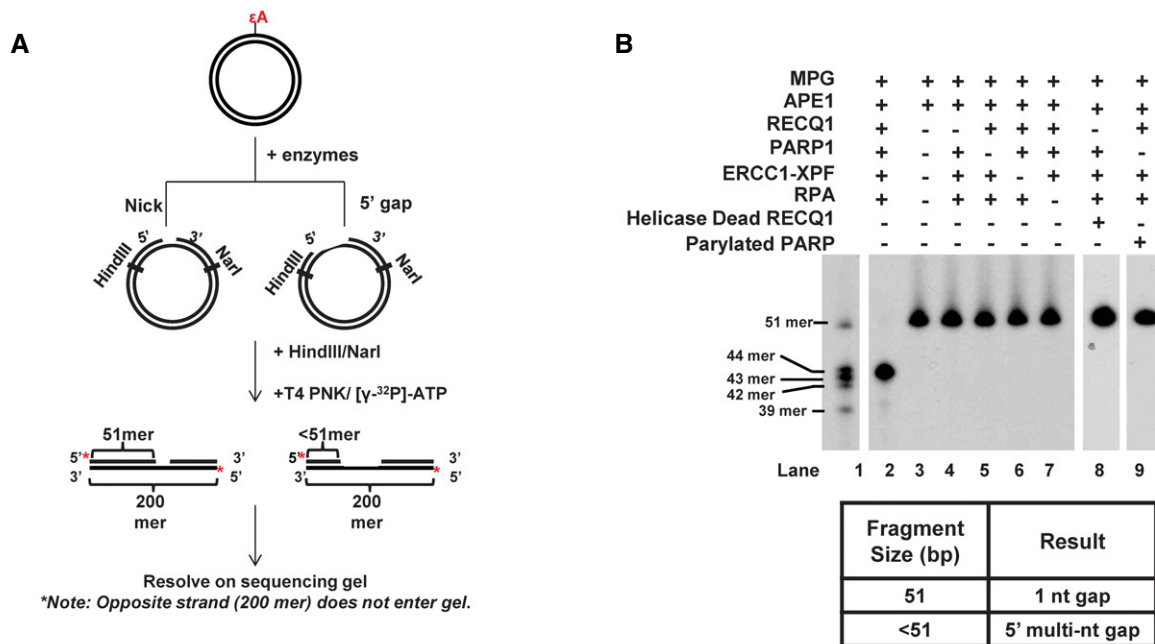 A
εA
+ enzymes
Nick
5' gap
HindIII 5' 3' NarI
HindIII 5' 3' NarI
+ HindIII/NarI
+T4 PNK/ [γ-³²P]-ATP
51mer
<51mer
5'* 3'
3' * 5'
5'* 3'
3' * 5'
200
mer
200
mer
Resolve on sequencing gel
*Note: Opposite strand (200 mer) does not enter gel.
B
MPG + + + + + + + +
APE1 + + + + + + + +
RECQ1 + - - + + + - +
PARP1 + - + - + + + -
ERCC1-XPF + - + + - + + +
RPA + - + + + - + +
Helicase Dead RECQ1 - - - - - - + -
Parylated PARP - - - - - - - +
51 mer
44 mer
43 mer
42 mer
39 mer
Lane 1 2 3 4 5 6 7 8 9
Fragment Size (bp) Result
51 1 nt gap
<51 5' multi-nt gap